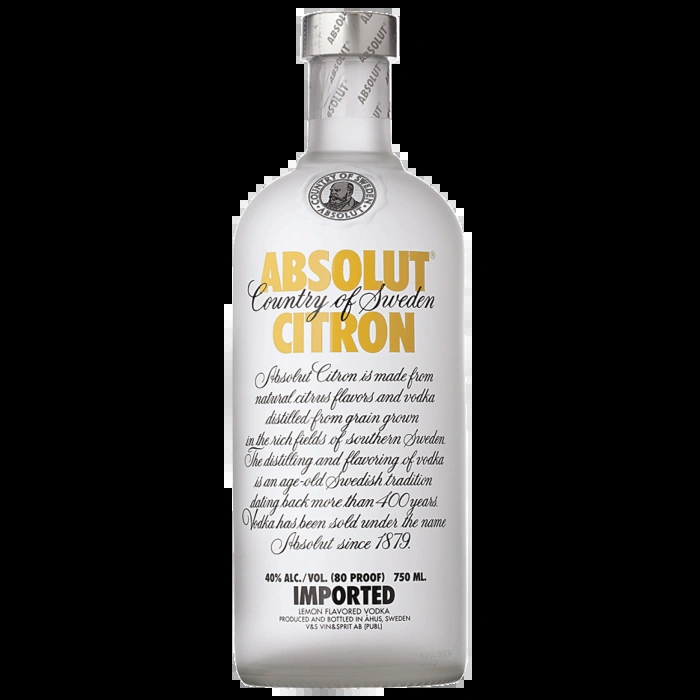 ABSOLUT ABSOLUT
ABSOLUT ABSOLUT
COUNTRY OF SWEDEN
ABSOLUT
ABSOLUT®
Country of Sweden
CITRON
Absolut Citron is made from
natural citrus flavors and vodka
distilled from grain grown
in the rich fields of southern Sweden.
The distilling and flavoring of vodka
is an age-old Swedish tradition
dating back more than 400 years.
Vodka has been sold under the name
Absolut since 1879.
40% ALC./VOL. (80 PROOF) 750 ML.
IMPORTED
LEMON FLAVORED VODKA
PRODUCED AND BOTTLED IN ÅHUS, SWEDEN
V&S VIN&SPRIT AB (PUBL)